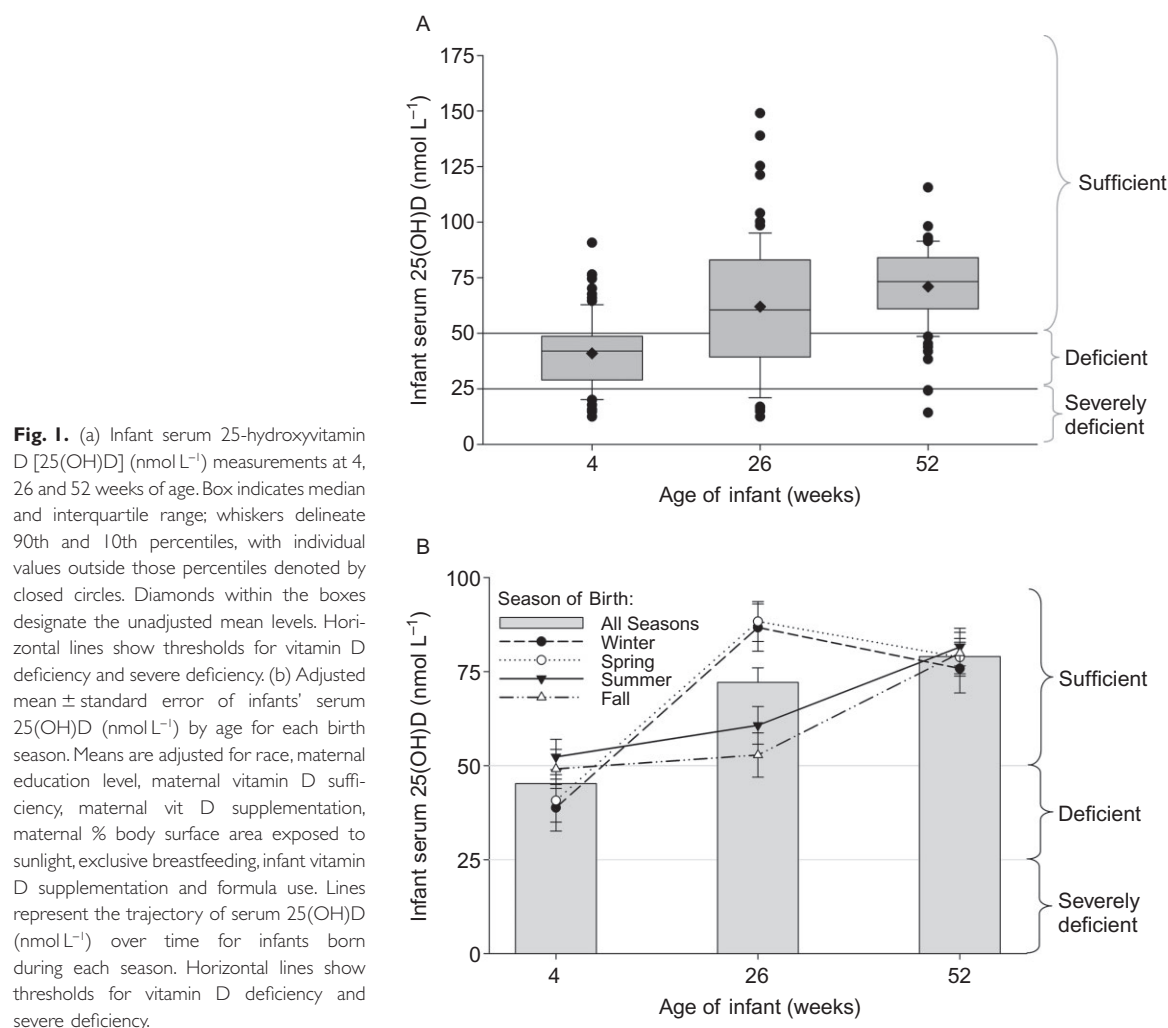 A
175
150
125
100
75
50
25
0
Infant serum 25(OH)D (nmol L⁻¹)
4
26
52
Age of infant (weeks)
Sufficient
Deficient
Severely
deficient
Fig. 1. (a) Infant serum 25-hydroxyvitamin
D [25(OH)D] (nmol L⁻¹) measurements at 4,
26 and 52 weeks of age. Box indicates median
and interquartile range; whiskers delineate
90th and 10th percentiles, with individual
values outside those percentiles denoted by
closed circles. Diamonds within the boxes
designate the unadjusted mean levels. Hori-
zontal lines show thresholds for vitamin D
deficiency and severe deficiency. (b) Adjusted
mean ± standard error of infants' serum
25(OH)D (nmol L⁻¹) by age for each birth
season. Means are adjusted for race, maternal
education level, maternal vitamin D suffi-
ciency, maternal vit D supplementation,
maternal % body surface area exposed to
sunlight, exclusive breastfeeding, infant vitamin
D supplementation and formula use. Lines
represent the trajectory of serum 25(OH)D
(nmol L⁻¹) over time for infants born
during each season. Horizontal lines show
thresholds for vitamin D deficiency and
severe deficiency.
B
100
75
50
25
0
Infant serum 25(OH)D (nmol L⁻¹)
Season of Birth:
All Seasons
Winter
Spring
Summer
Fall
4
26
52
Age of infant (weeks)
Sufficient
Deficient
Severely
deficient